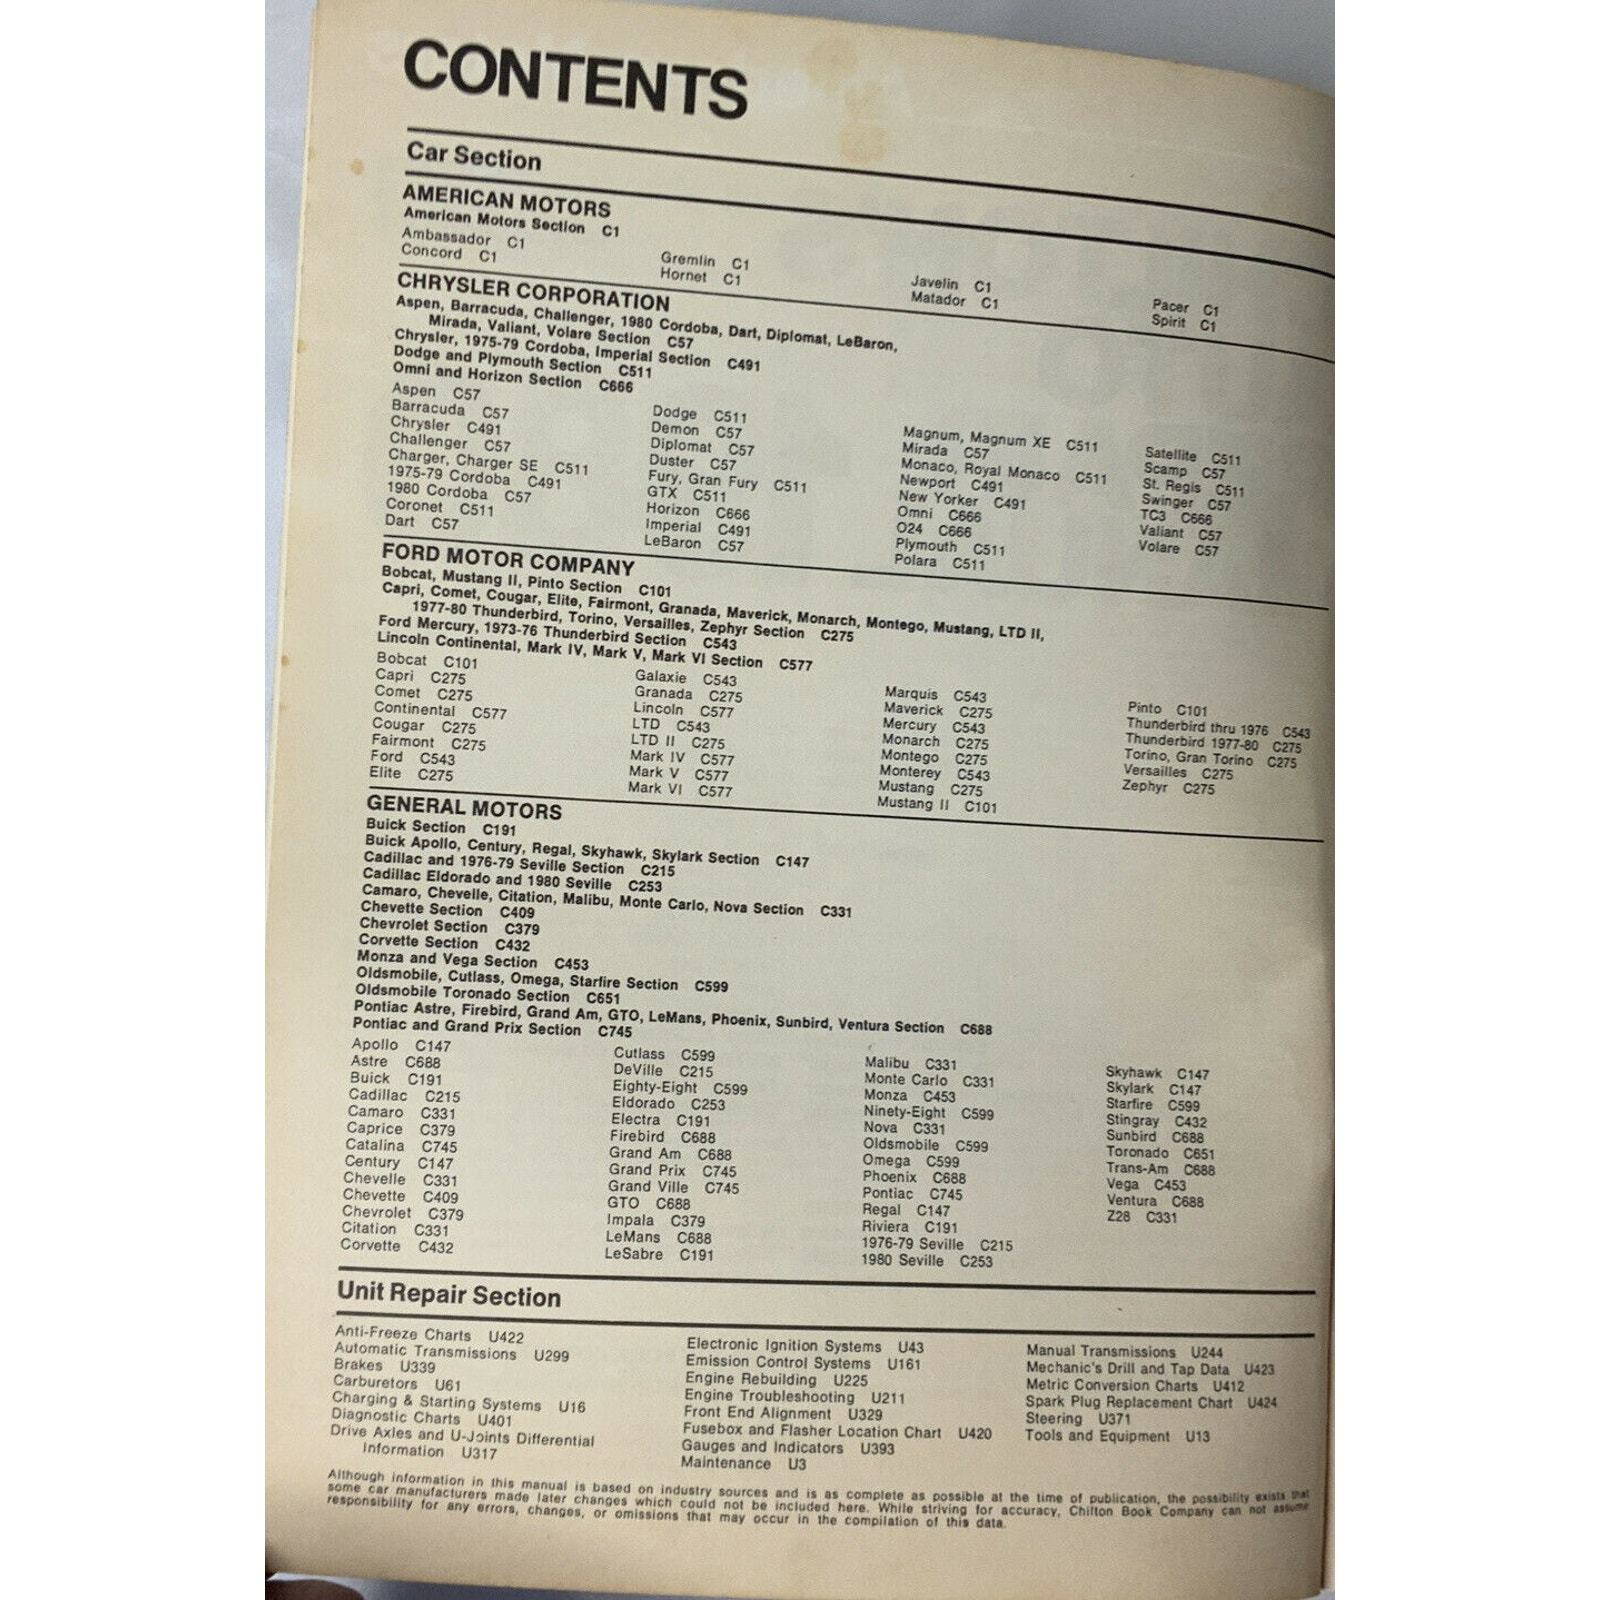 CONTENTS
Car Section
AMERICAN MOTORS
American Motors Section C1
Ambassador C1
Concord C1
Gremlin C1
Hornet C1
Javelin C1
Matador C1
Pacer C1
Spirit C1
CHRYSLER CORPORATION
Aspen, Barracuda, Challenger, 1980 Cordoba, Dart, Diplomat, LeBaron,
Mirada, Valiant, Volare Section C57
Chrysler, 1975-79 Cordoba, Imperial Section C491
Dodge and Plymouth Section C511
Omni and Horizon Section C666
Aspen C57
Barracuda C57
Chrysler C491
Challenger C57
Charger, Charger SE C511
1975-79 Cordoba C491
1980 Cordoba C57
Coronet C511
Dart C57
Dodge C511
Demon C57
Diplomat C57
Duster C57
Fury, Gran Fury C511
GTX C511
Horizon C666
Imperial C491
LeBaron C57
Magnum, Magnum XE C511
Mirada C57
Monaco, Royal Monaco C511
Newport C491
New Yorker C491
Omni C666
O24 C666
Plymouth C511
Polara C511
Satellite C511
Scamp C57
St. Regis C511
Swinger C57
TC3 C666
Valiant C57
Volare C57
FORD MOTOR COMPANY
Bobcat, Mustang II, Pinto Section C101
Capri, Comet, Cougar, Elite, Fairmont, Granada, Maverick, Monarch, Montego, Mustang, LTD II,
1977-80 Thunderbird, Torino, Versailles, Zephyr Section C275
Ford Mercury, 1973-76 Thunderbird Section C543
Lincoln Continental, Mark IV, Mark V, Mark VI Section C577
Bobcat C101
Capri C275
Comet C275
Continental C577
Cougar C275
Fairmont C275
Ford C543
Elite C275
Galaxie C543
Granada C275
Lincoln C577
LTD C543
LTD II C275
Mark IV C577
Mark V C577
Mark VI C577
Marquis C543
Maverick C275
Mercury C543
Monarch C275
Montego C275
Monterey C543
Mustang C275
Mustang II C101
Pinto C101
Thunderbird thru 1976 C543
Thunderbird 1977-80 C275
Torino, Gran Torino C275
Versailles C275
Zephyr C275
GENERAL MOTORS
Buick Section C191
Buick Apollo, Century, Regal, Skyhawk, Skylark Section C147
Cadillac and 1976-79 Seville Section C215
Cadillac Eldorado and 1980 Seville C253
Camaro, Chevelle, Citation, Malibu, Monte Carlo, Nova Section C331
Chevette Section C409
Chevrolet Section C379
Corvette Section C432
Monza and Vega Section C453
Oldsmobile, Cutlass, Omega, Starfire Section C599
Oldsmobile Toronado Section C651
Pontiac Astre, Firebird, Grand Am, GTO, LeMans, Phoenix, Sunbird, Ventura Section C688
Pontiac and Grand Prix Section C745
Apollo C147
Astre C688
Buick C191
Cadillac C215
Camaro C331
Caprice C379
Catalina C745
Century C147
Chevelle C331
Chevette C409
Chevrolet C379
Citation C331
Corvette C432
Cutlass C599
DeVille C215
Eighty-Eight C599
Eldorado C253
Electra C191
Firebird C688
Grand Am C688
Grand Prix C745
Grand Ville C745
GTO C688
Impala C379
LeMans C688
LeSabre C191
Malibu C331
Monte Carlo C331
Monza C453
Ninety-Eight C599
Nova C331
Oldsmobile C599
Omega C599
Phoenix C688
Pontiac C745
Regal C147
Riviera C191
1976-79 Seville C215
1980 Seville C253
Skyhawk C147
Skylark C147
Starfire C599
Stingray C432
Sunbird C688
Toronado C651
Trans-Am C688
Vega C453
Ventura C688
Z28 C331
Unit Repair Section
Anti-Freeze Charts U422
Automatic Transmissions U299
Brakes U339
Carburetors U61
Charging & Starting Systems U16
Diagnostic Charts U401
Drive Axles and U-Joints Differential
Information U317
Electronic Ignition Systems U43
Emission Control Systems U161
Engine Rebuilding U225
Engine Troubleshooting U211
Front End Alignment U329
Fusebox and Flasher Location Chart U420
Gauges and Indicators U393
Maintenance U3
Manual Transmissions U244
Mechanic's Drill and Tap Data U423
Metric Conversion Charts U412
Spark Plug Replacement Chart U424
Steering U371
Tools and Equipment U13
Although information in this manual is based on industry sources and is as complete as possible at the time of publication, the possibility exists that
some car manufacturers made later changes which could not be included here. While striving for accuracy, Chilton Book Company can not assume
responsibility for any errors, changes, or omissions that may occur in the compilation of this data.